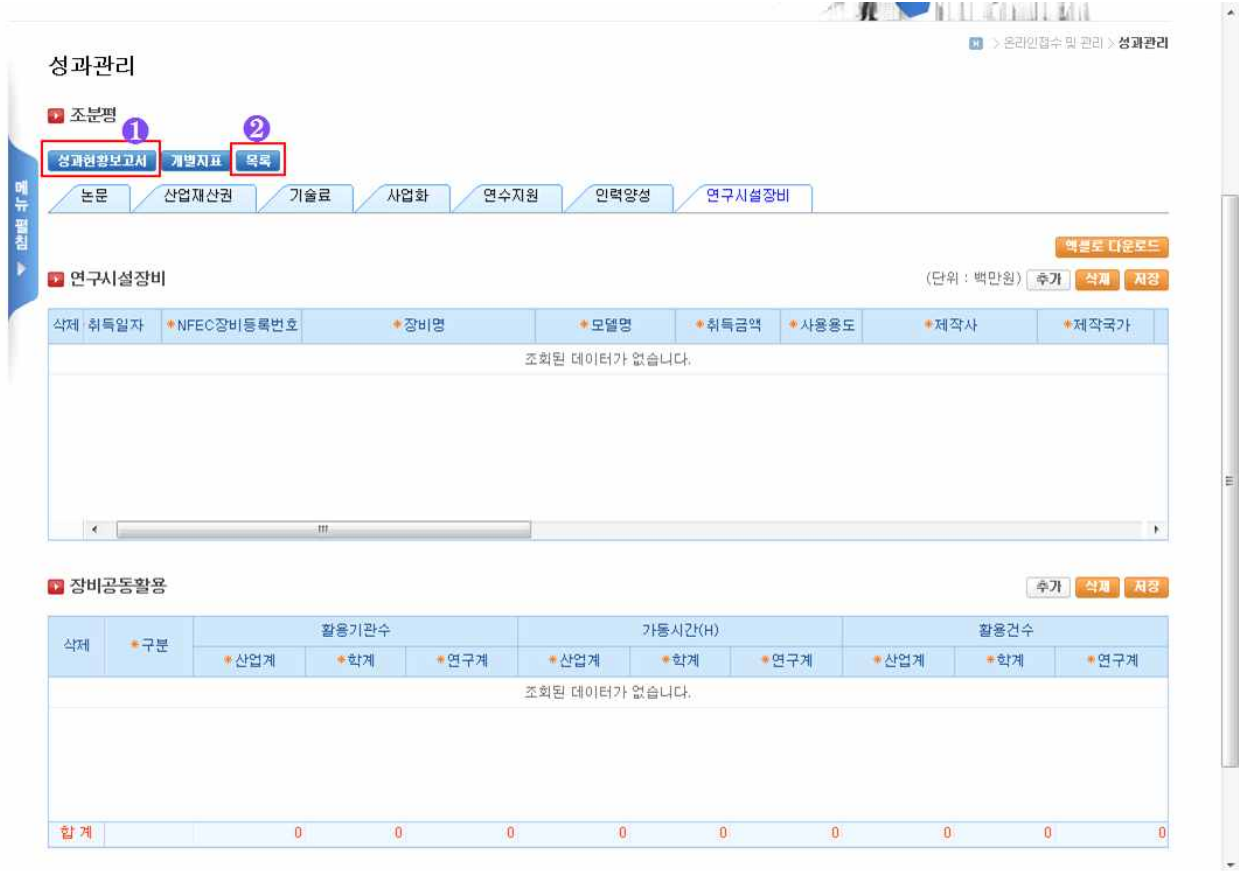 > 온라인접수 및 관리 > 성과관리
성과관리
조분평
1 2
성과현황보고서 개별지표 목록
논문 산업재산권 기술료 사업화 연수지원 인력양성 연구시설장비
메뉴 펼침
엑셀로 다운로드
연구시설장비 (단위 : 백만원) 추가 삭제 저장
삭제 취득일자 *NFEC장비등록번호 *장비명 *모델명 *취득금액 *사용용도 *제작사 *제작국가
조회된 데이터가 없습니다.
장비공동활용 추가 삭제 저장
삭제 *구분 활용기관수 가동시간(H) 활용건수
*산업계 *학계 *연구계 *산업계 *학계 *연구계 *산업계 *학계 *연구계
조회된 데이터가 없습니다.
합 계 0 0 0 0 0 0 0 0 0